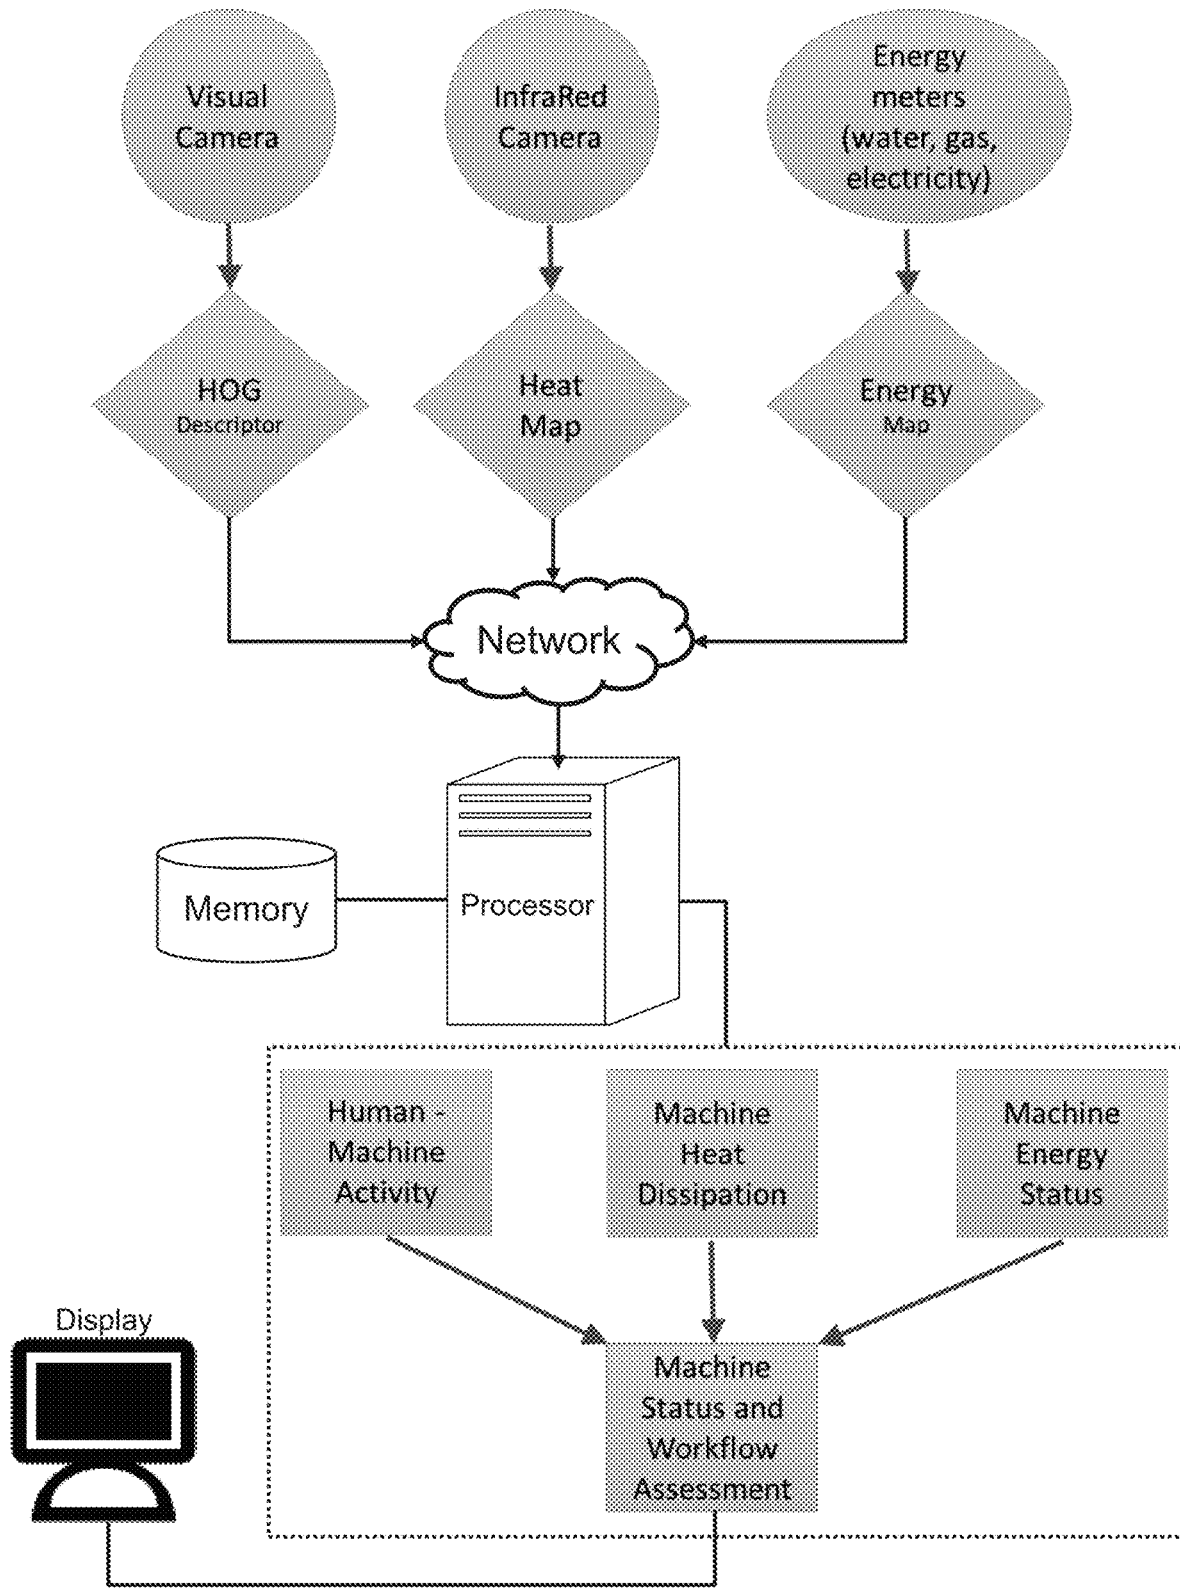 Visual
Camera
InfraRed
Camera
Energy
meters
(water, gas,
electricity)
HOG
Descriptor
Heat
Map
Energy
Map
Network
Memory
Processor
Human -
Machine
Activity
Machine
Heat
Dissipation
Machine
Energy
Status
Display
Machine
Status and
Workflow
Assessment